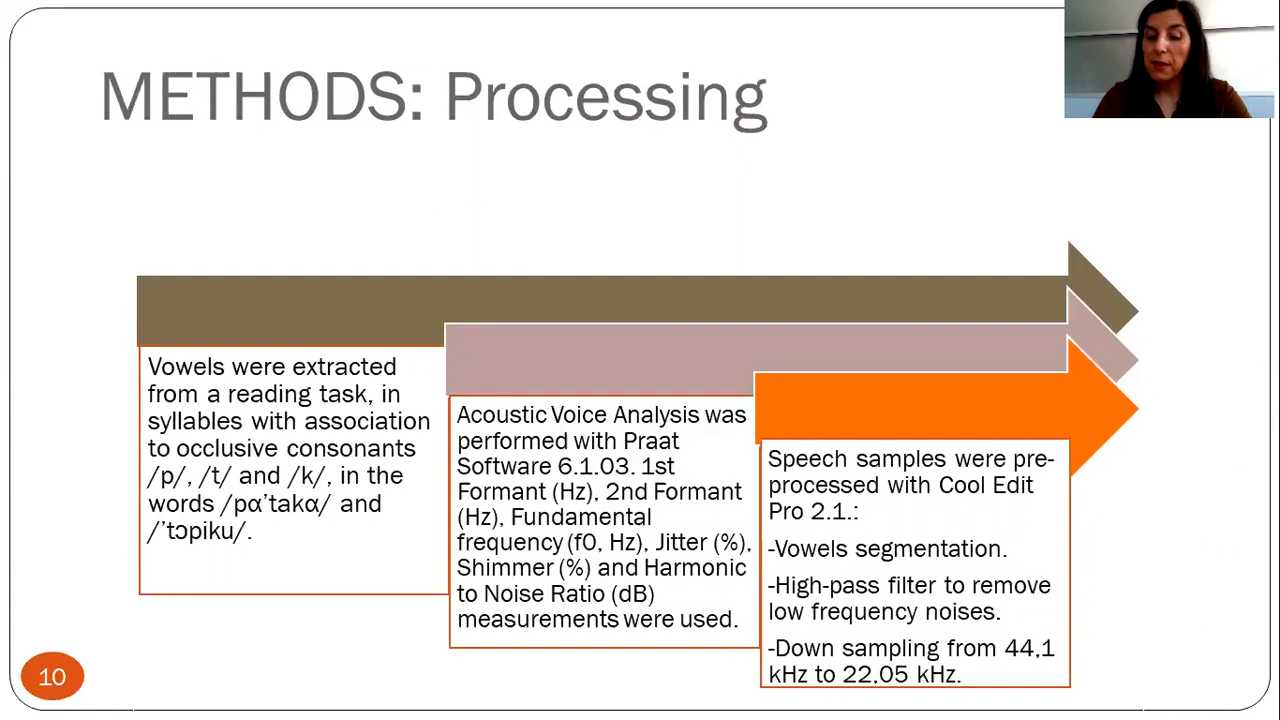 METHODS: Processing
Vowels were extracted
from a reading task, in
syllables with association
to occlusive consonants
/p/, /t/ and /k/, in the
words /pα’takα/ and
/’tɔpiku/.
Acoustic Voice Analysis was
performed with Praat
Software 6.1.03. 1st
Formant (Hz), 2nd Formant
(Hz), Fundamental
frequency (f0, Hz), Jitter (%),
Shimmer (%) and Harmonic
to Noise Ratio (dB)
measurements were used.
Speech samples were pre-
processed with Cool Edit
Pro 2.1.:
-Vowels segmentation.
-High-pass filter to remove
low frequency noises.
-Down sampling from 44,1
kHz to 22,05 kHz.
10